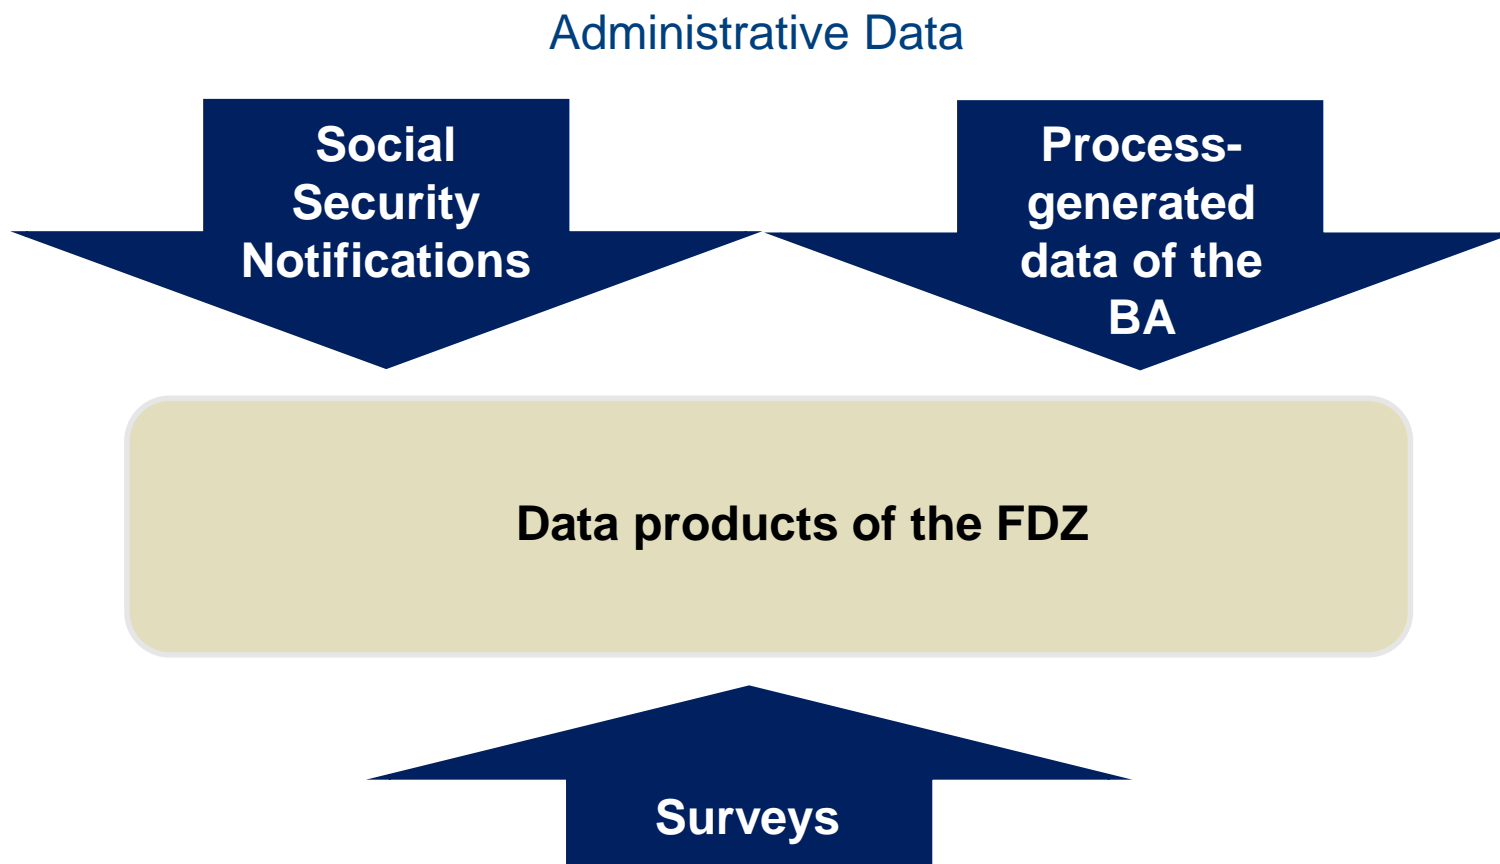 Administrative Data
Social
Security
Notifications
Process-
generated
data of the
BA
Data products of the FDZ
Surveys